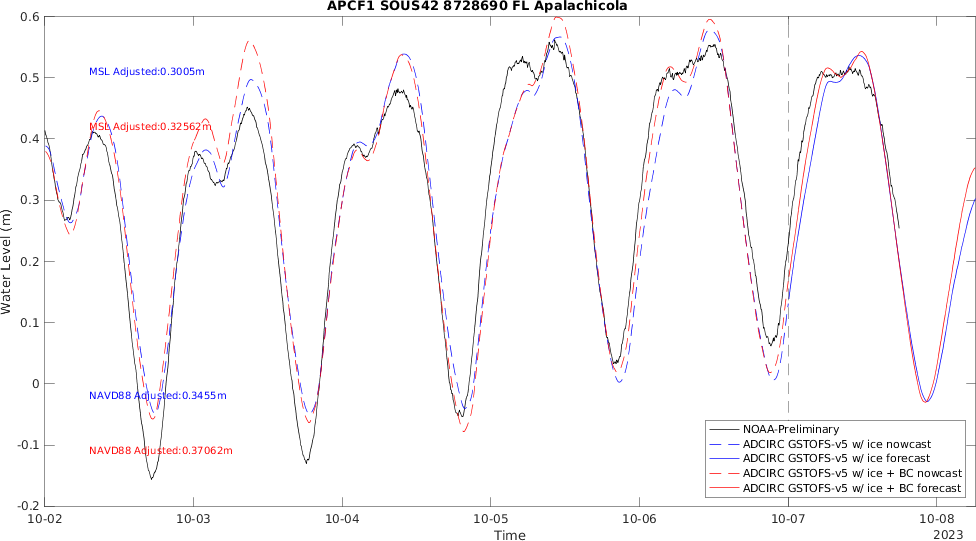 APCF1 SOUS42 8728690 FL Apalachicola
0.6
0.5
0.4
0.3
0.2
0.1
0
-0.1
-0.2
Water Level (m)
MSL Adjusted:0.3005m
MSL Adjusted:0.32562m
NAVD88 Adjusted:0.3455m
NAVD88 Adjusted:0.37062m
NOAA-Preliminary
ADCIRC GSTOFS-v5 w/ ice nowcast
ADCIRC GSTOFS-v5 w/ ice forecast
ADCIRC GSTOFS-v5 w/ ice + BC nowcast
ADCIRC GSTOFS-v5 w/ ice + BC forecast
10-02 10-03 10-04 10-05 10-06 10-07 10-08
Time
2023